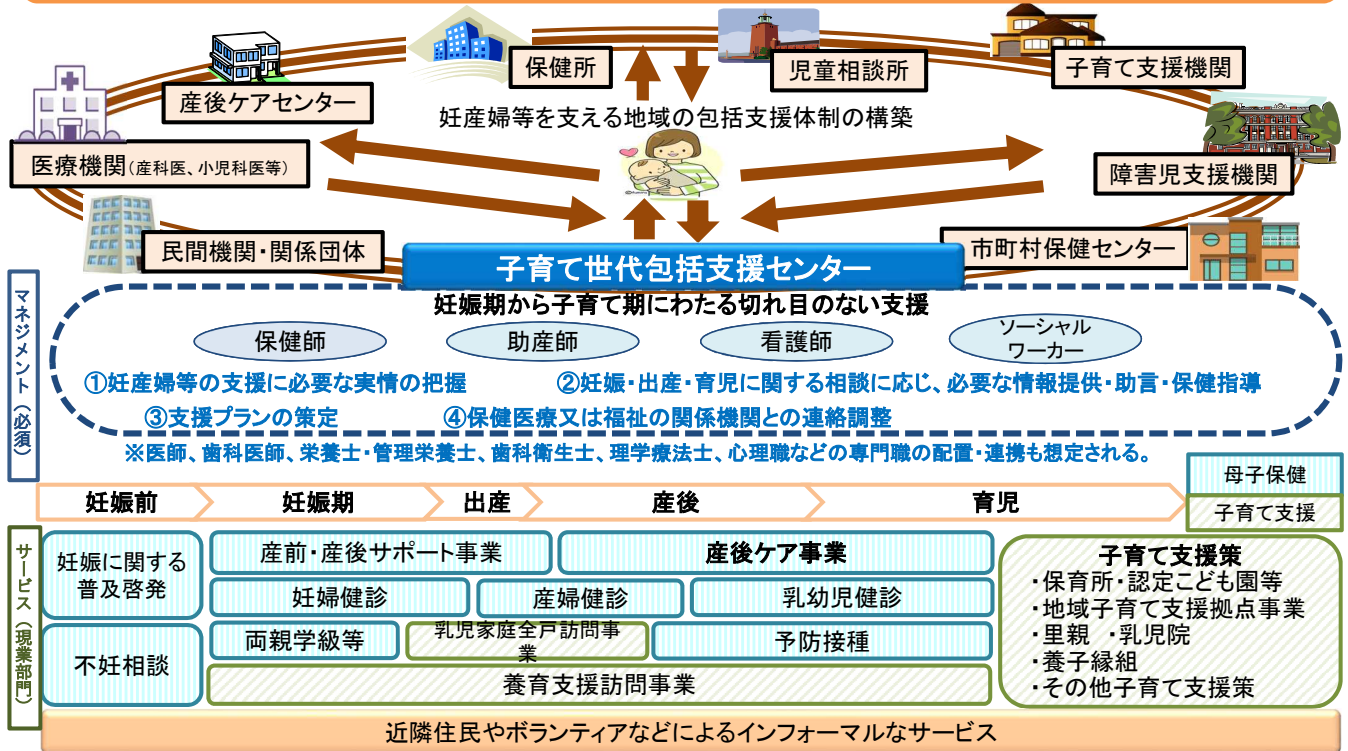 保健所
児童相談所
子育て支援機関
産後ケアセンター
妊産婦等を支える地域の包括支援体制の構築
医療機関(産科医、小児科医等)
障害児支援機関
民間機関・関係団体
市町村保健センター
子育て世代包括支援センター
妊娠期から子育て期にわたる切れ目のない支援
マネジメント(必須)
保健師
助産師
看護師
ソーシャル
ワーカー
①妊産婦等の支援に必要な実情の把握
②妊娠・出産・育児に関する相談に応じ、必要な情報提供・助言・保健指導
③支援プランの策定
④保健医療又は福祉の関係機関との連絡調整
※医師、歯科医師、栄養士・管理栄養士、歯科衛生士、理学療法士、心理職などの専門職の配置・連携も想定される。
母子保健
子育て支援
妊娠前
妊娠期
出産
産後
育児
サービス(現業部門)
妊娠に関する
普及啓発
産前・産後サポート事業
産後ケア事業
妊婦健診
産婦健診
乳幼児健診
不妊相談
両親学級等
乳児家庭全戸訪問事
業
予防接種
養育支援訪問事業
子育て支援策
・保育所・認定こども園等
・地域子育て支援拠点事業
・里親 ・乳児院
・養子縁組
・その他子育て支援策
近隣住民やボランティアなどによるインフォーマルなサービス